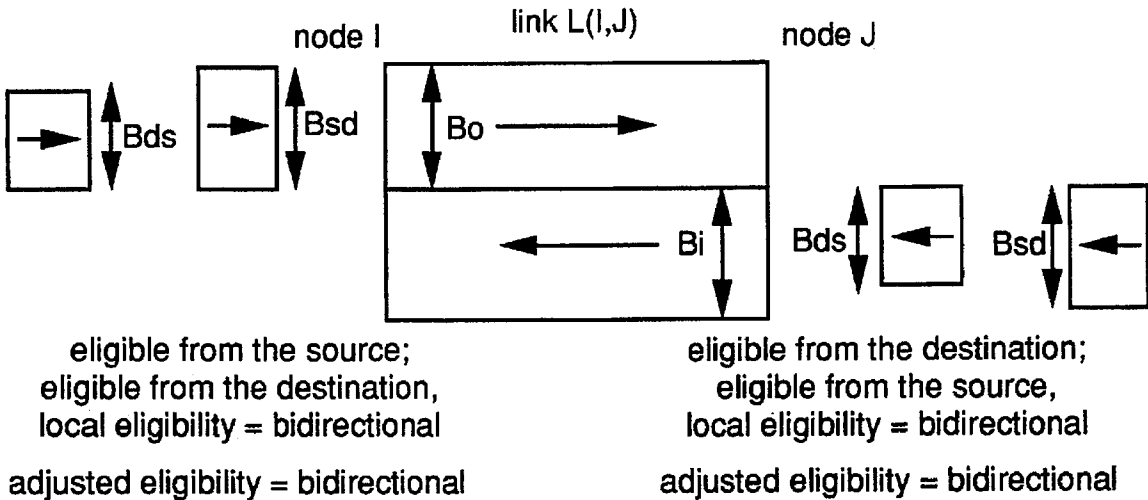 link L(I,J)
node I
node J
Bds
Bsd
Bo
Bi
Bds
Bsd
eligible from the source;
eligible from the destination,
local eligibility = bidirectional
adjusted eligibility = bidirectional
eligible from the destination;
eligible from the source,
local eligibility = bidirectional
adjusted eligibility = bidirectional